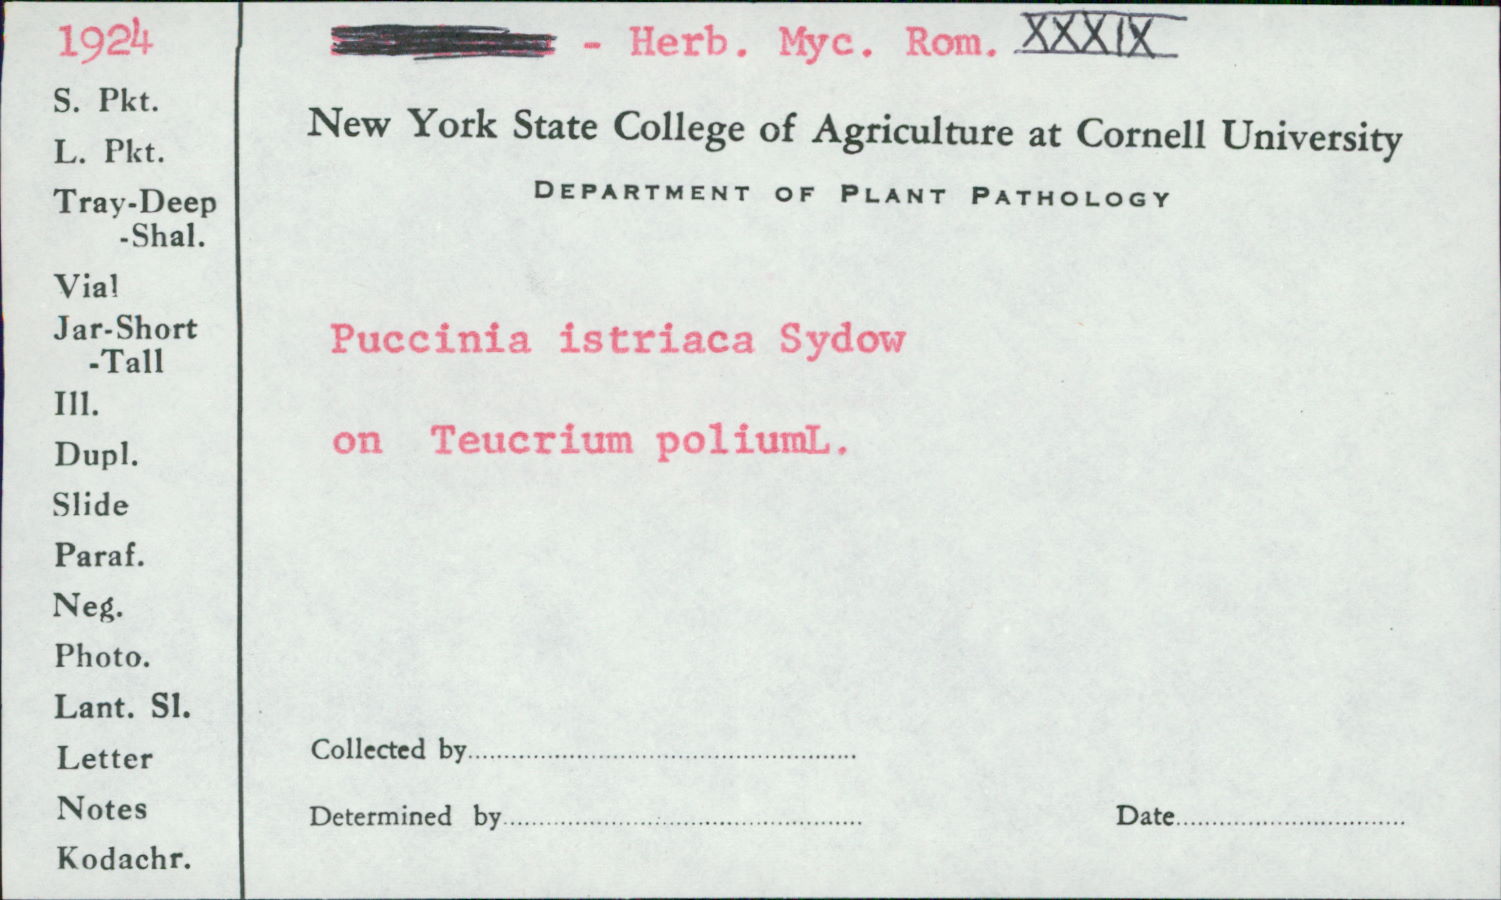 1924
- Herb. Myc. Rom. XXXIX
S. Pkt.
L. Pkt.
Tray-Deep
-Shal.
Vial
Jar-Short
-Tall
Ill.
Dupl.
Slide
Paraf.
Neg.
Photo.
Lant. Sl.
Letter
Notes
Kodachr.
New York State College of Agriculture at Cornell University
DEPARTMENT OF PLANT PATHOLOGY
Puccinia istriaca Sydow
on Teucrium poliumL.
Collected by
Determined by
Date